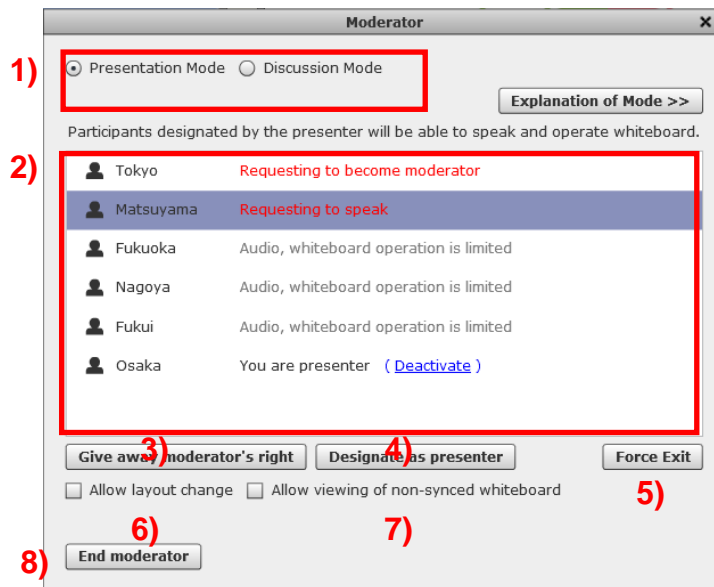 Moderator ×
1) Presentation Mode Discussion Mode
Explanation of Mode >>
Participants designated by the presenter will be able to speak and operate whiteboard.
2) Tokyo Requesting to become moderator
Matsuyama Requesting to speak
Fukuoka Audio, whiteboard operation is limited
Nagoya Audio, whiteboard operation is limited
Fukui Audio, whiteboard operation is limited
Osaka You are presenter ( Deactivate )
3) 4)
Give away moderator's right Designate as presenter Force Exit
Allow layout change Allow viewing of non-synced whiteboard 5)
6) 7)
8) End moderator